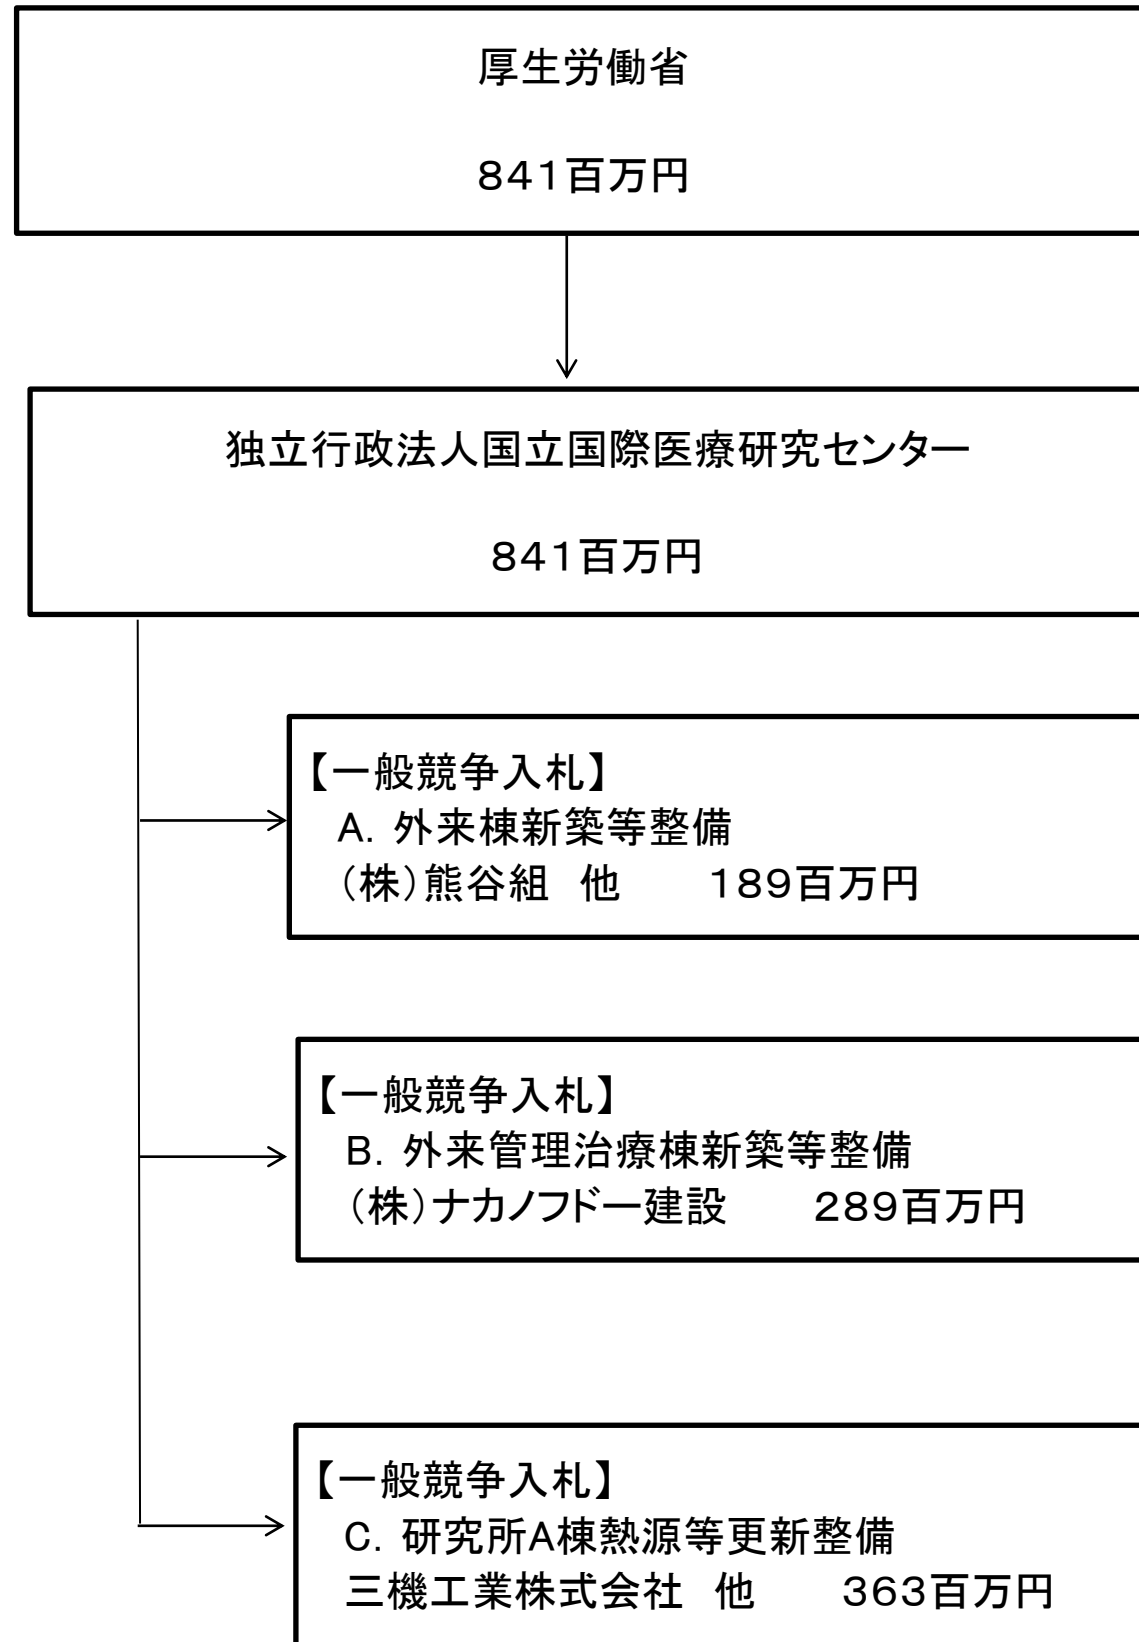 厚生労働省
841百万円
独立行政法人国立国際医療研究センター
841百万円
【一般競争入札】
A. 外来棟新築等整備
(株)熊谷組　他　　189百万円
【一般競争入札】
B. 外来管理治療棟新築等整備
(株)ナカノフドー建設　　289百万円
【一般競争入札】
C. 研究所A棟熱源等更新整備
三機工業株式会社　他　　363百万円